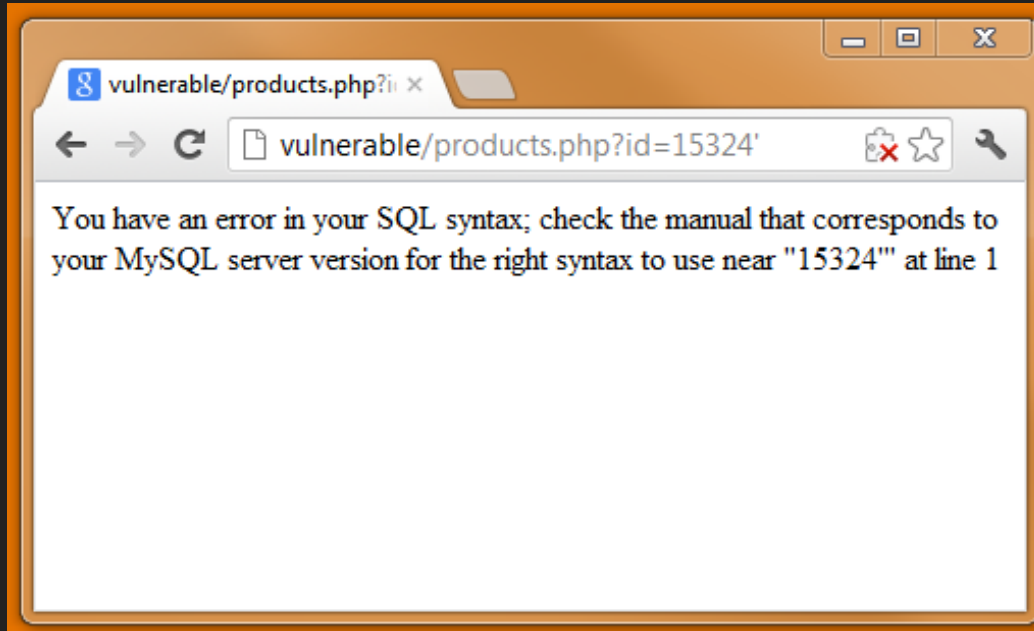 vulnerable/products.php?i
vulnerable/products.php?id=15324'
You have an error in your SQL syntax; check the manual that corresponds to
your MySQL server version for the right syntax to use near "15324'" at line 1